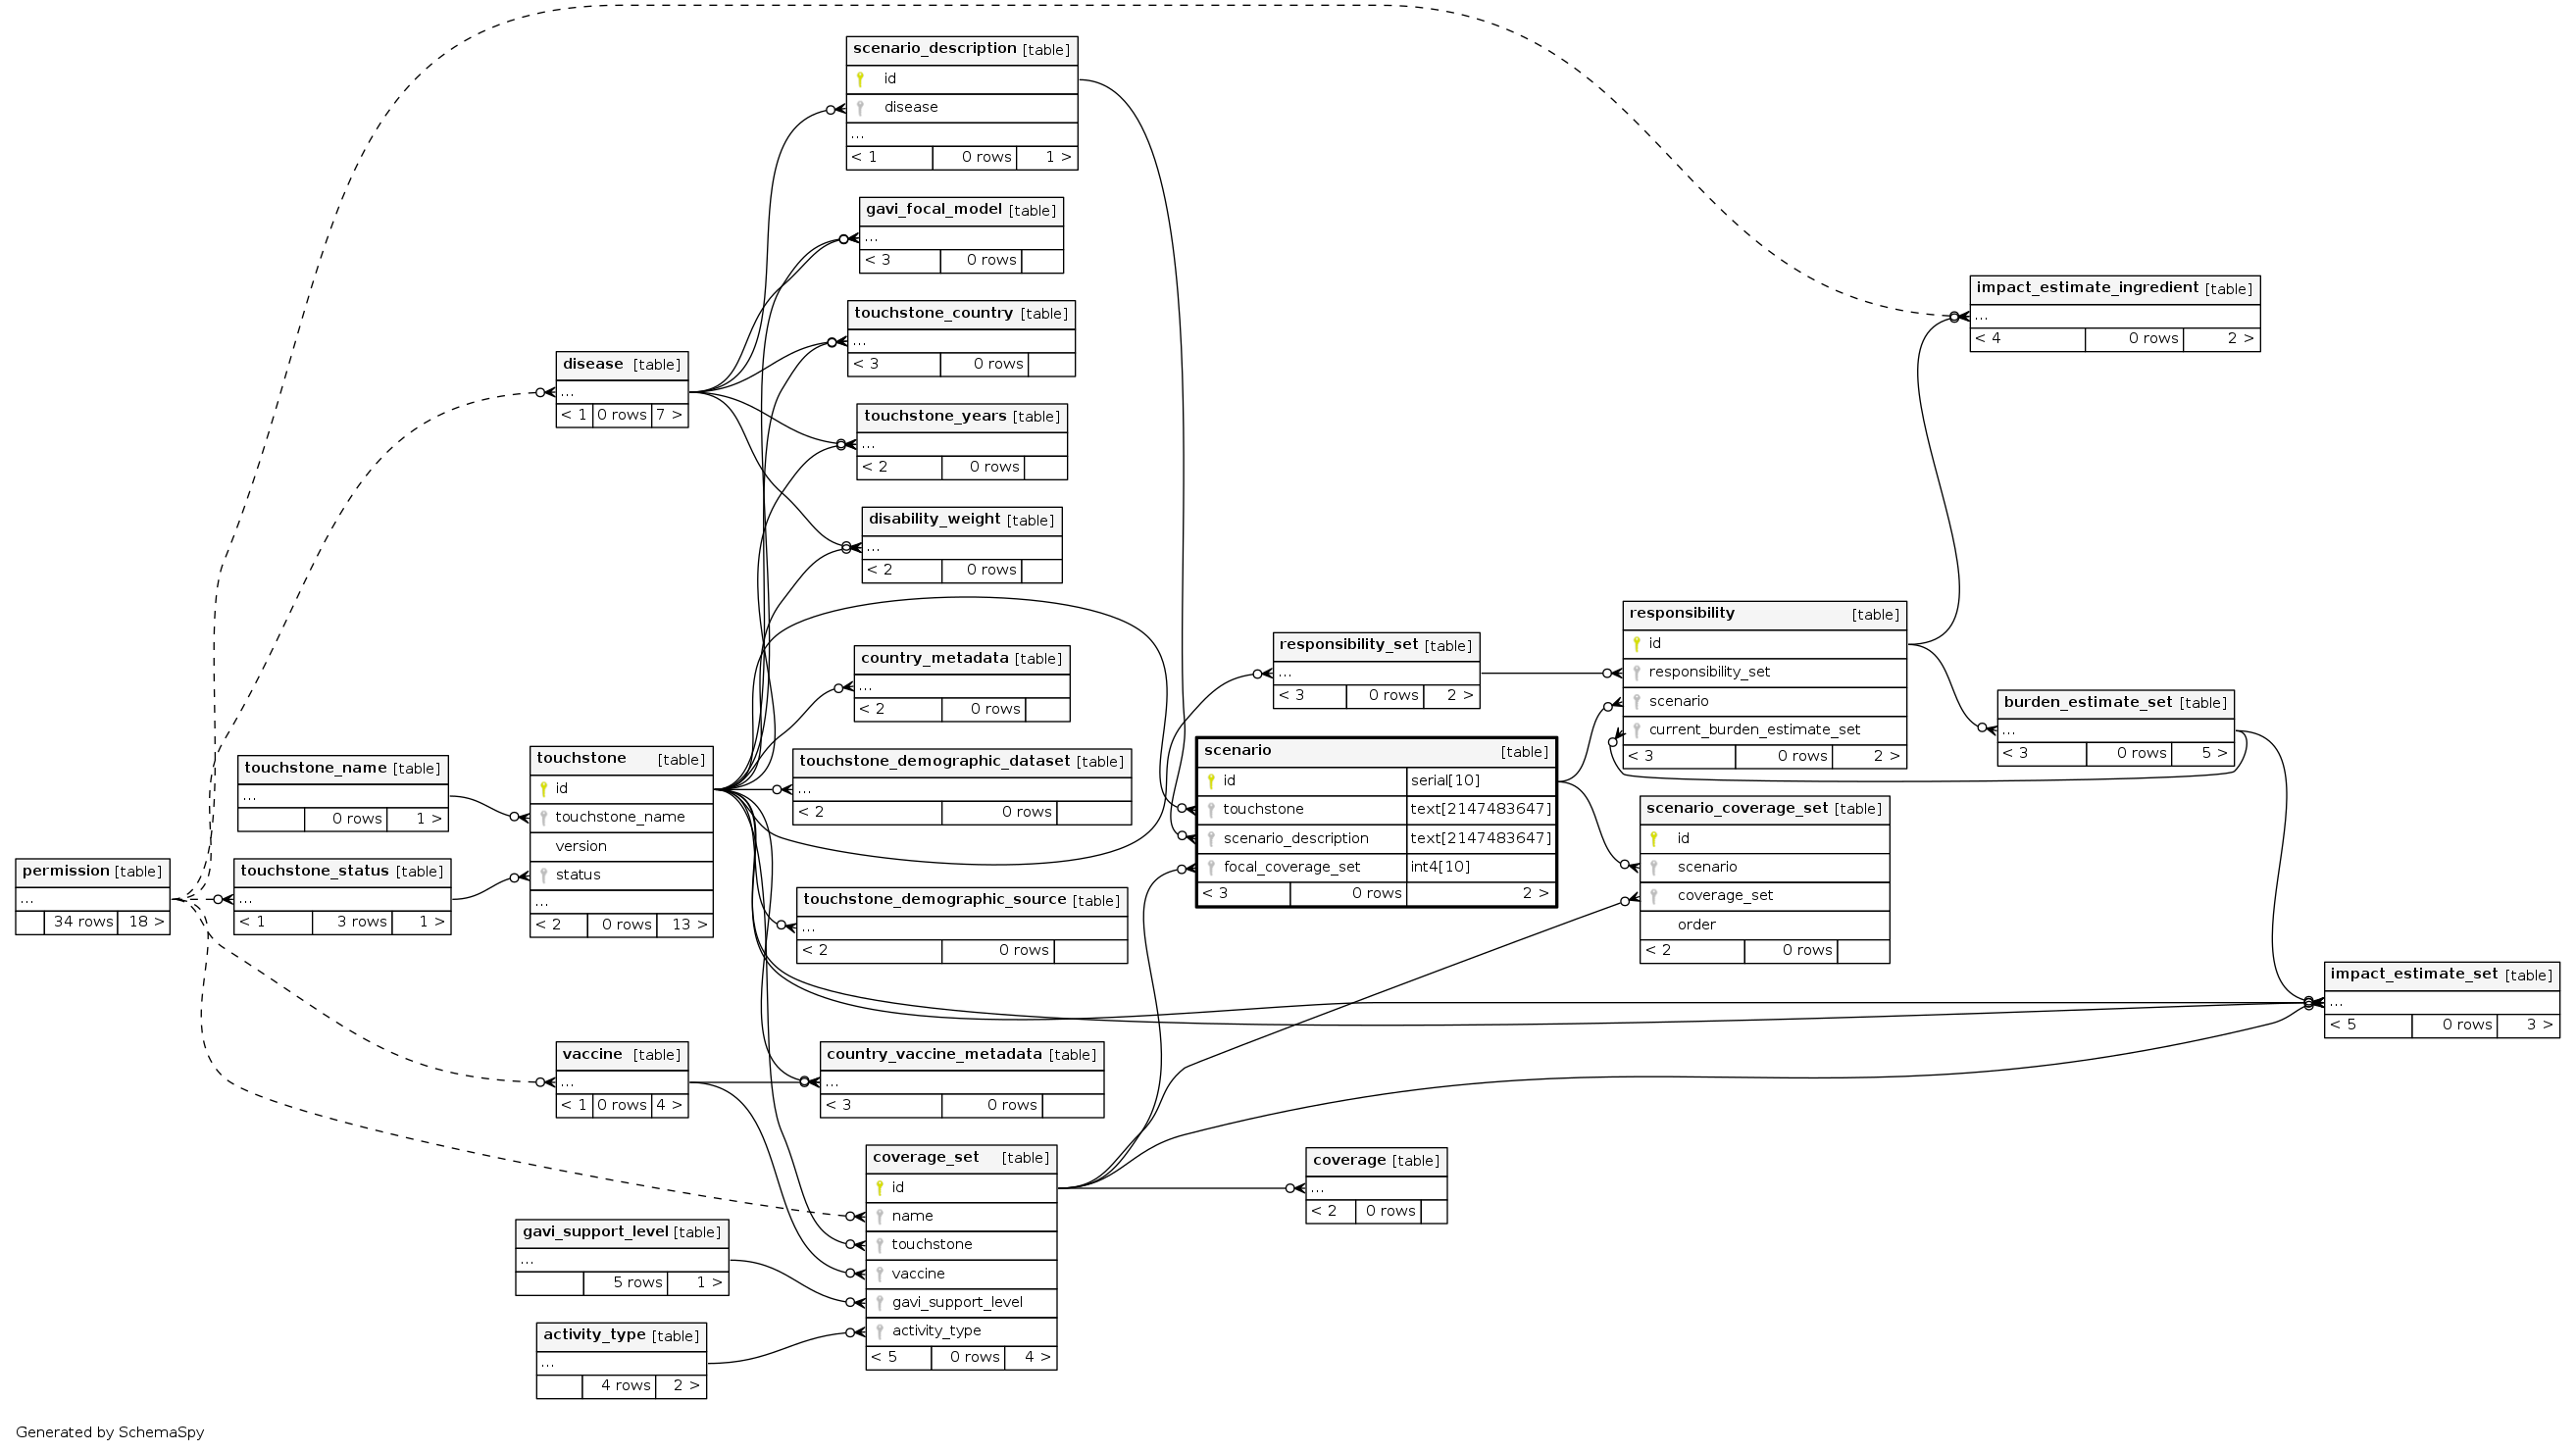 scenario_description [table]
id
disease
...
< 1 0 rows 1 >
gavi_focal_model [table]
...
< 3 0 rows
touchstone_country [table]
...
< 3 0 rows
touchstone_years [table]
...
< 2 0 rows
disability_weight [table]
...
< 2 0 rows
country_metadata [table]
...
< 2 0 rows
touchstone_demographic_dataset [table]
...
< 2 0 rows
touchstone_demographic_source [table]
...
< 2 0 rows
country_vaccine_metadata [table]
...
< 3 0 rows
coverage_set [table]
id
name
touchstone
vaccine
gavi_support_level
activity_type
< 5 0 rows 4 >
disease [table]
...
< 1 0 rows 7 >
touchstone_name [table]
...
0 rows 1 >
touchstone [table]
id
touchstone_name
version
status
...
< 2 0 rows 13 >
permission [table]
...
34 rows 18 >
touchstone_status [table]
...
< 1 3 rows 1 >
vaccine [table]
...
< 1 0 rows 4 >
gavi_support_level [table]
...
5 rows 1 >
activity_type [table]
...
4 rows 2 >
responsibility_set [table]
...
< 3 0 rows 2 >
scenario [table]
id serial[10]
touchstone text[2147483647]
scenario_description text[2147483647]
focal_coverage_set int4[10]
< 3 0 rows 2 >
coverage [table]
...
< 2 0 rows
responsibility [table]
id
responsibility_set
scenario
current_burden_estimate_set
< 3 0 rows 2 >
scenario_coverage_set [table]
id
scenario
coverage_set
order
< 2 0 rows
impact_estimate_ingredient [table]
...
< 4 0 rows 2 >
burden_estimate_set [table]
...
< 3 0 rows 5 >
impact_estimate_set [table]
...
< 5 0 rows 3 >
Generated by SchemaSpy